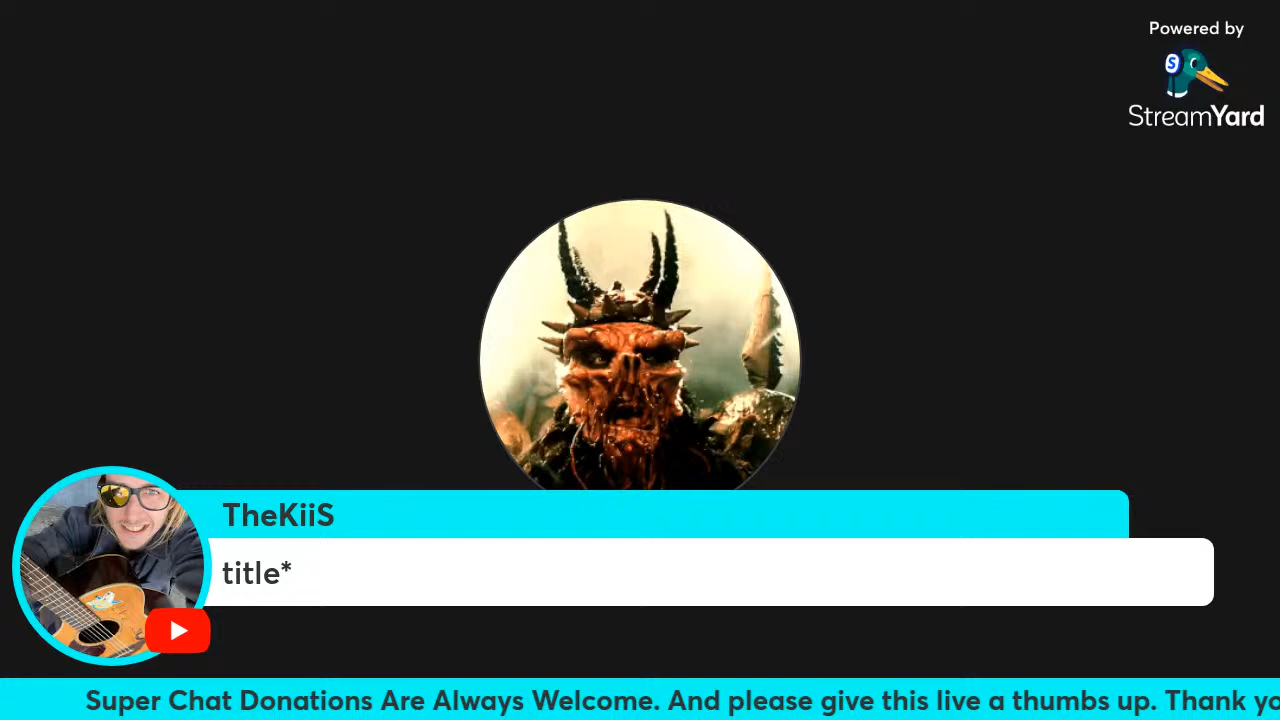 Powered by
S
StreamYard
TheKiiS
title*
Super Chat Donations Are Always Welcome. And please give this live a thumbs up. Thank